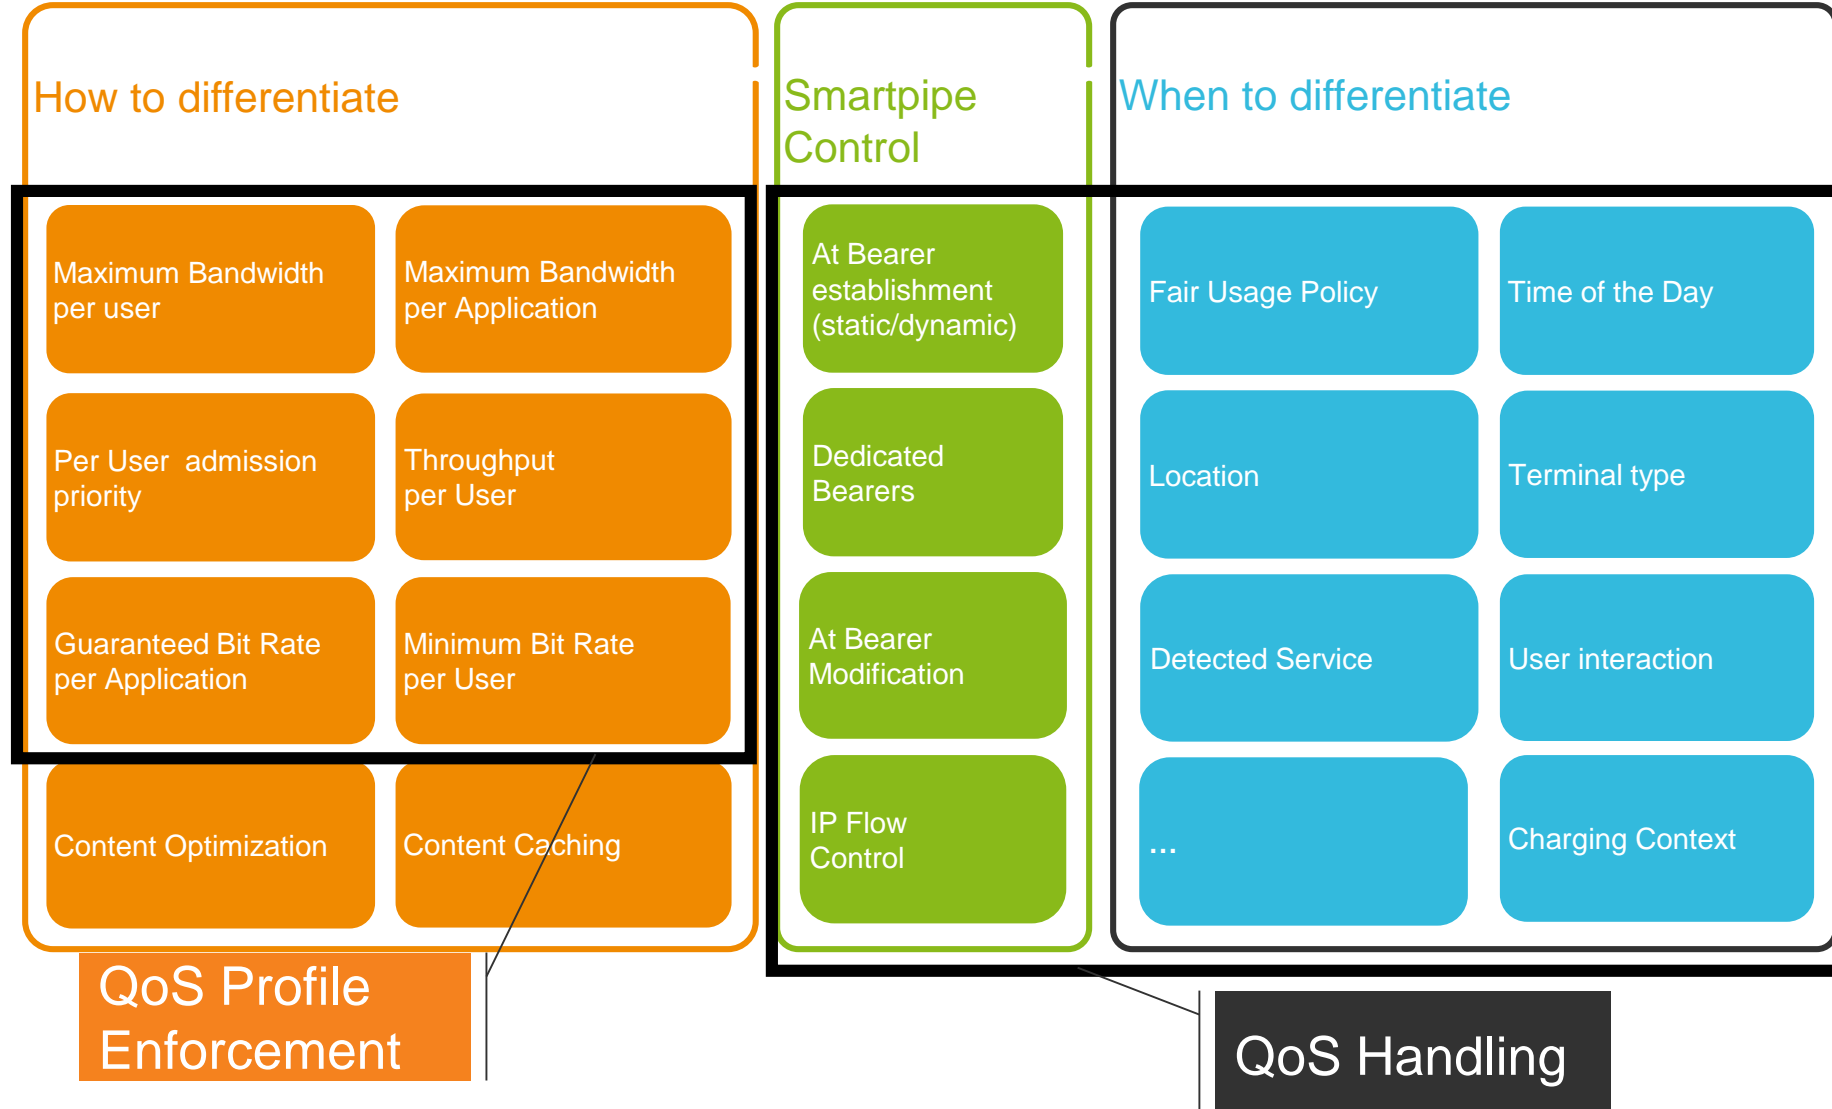 How to differentiate
Maximum Bandwidth
per user
Maximum Bandwidth
per Application
Per User  admission
priority
Throughput
per User
Guaranteed Bit Rate
per Application
Minimum Bit Rate
per User
Content Optimization
Content Caching
QoS Profile
Enforcement
Smartpipe
Control
At Bearer
establishment
(static/dynamic)
Dedicated
Bearers
At Bearer
Modification
IP Flow
Control
When to differentiate
Fair Usage Policy
Time of the Day
Location
Terminal type
Detected Service
User interaction
...
Charging Context
QoS Handling